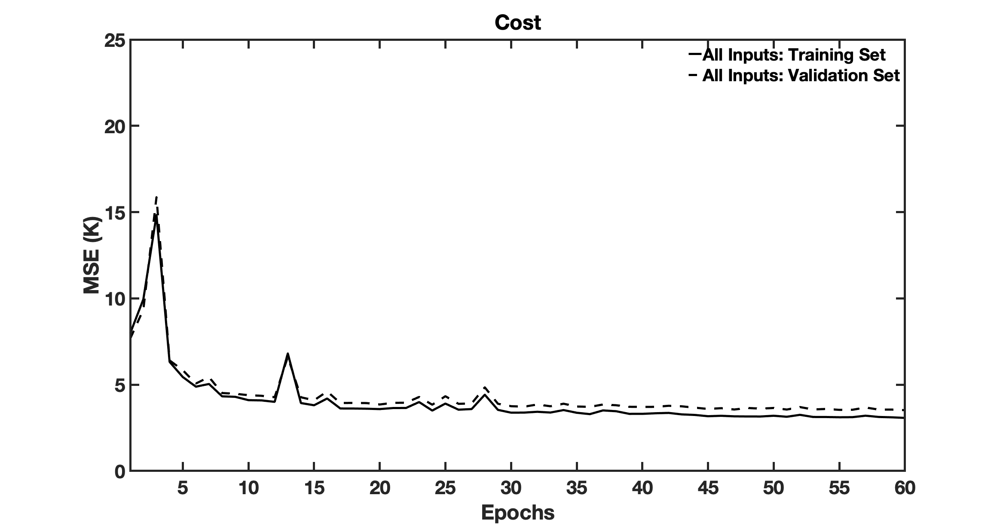 Cost
25
20
15
10
5
0
MSE (K)
All Inputs: Training Set
All Inputs: Validation Set
5 10 15 20 25 30 35 40 45 50 55 60
Epochs